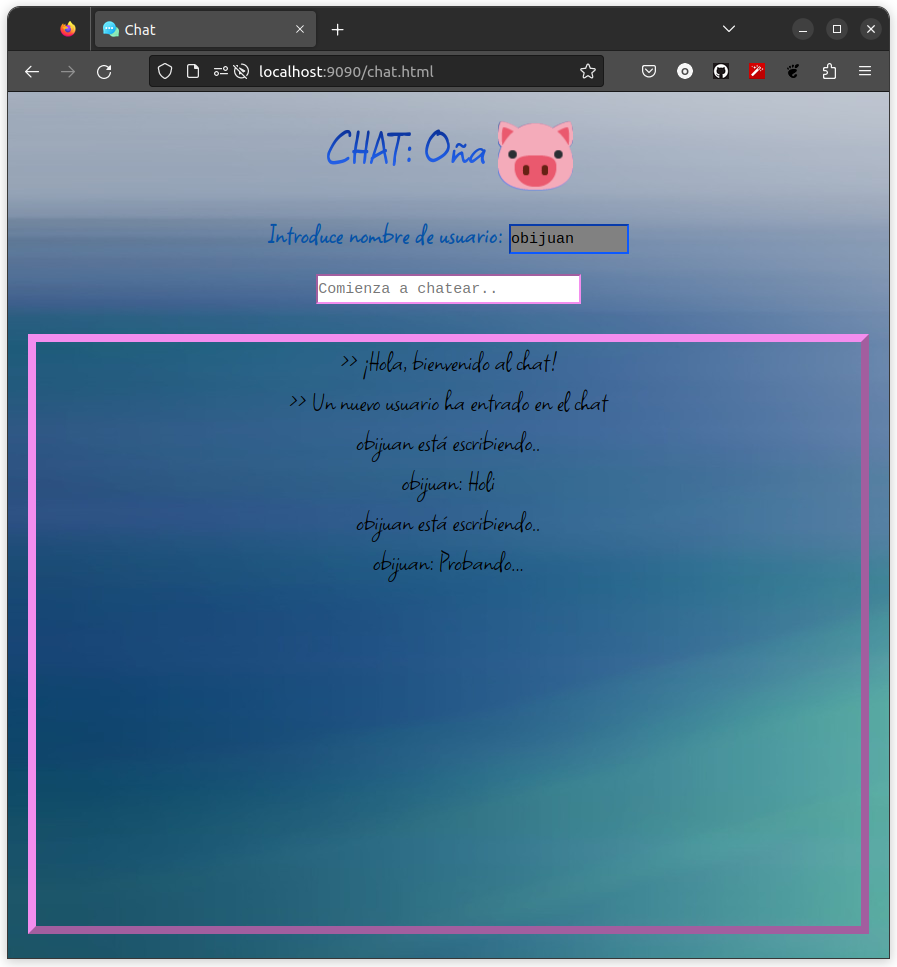 Chat
localhost:9090/chat.html
CHAT: Oña
Introduce nombre de usuario: obijuan
Comienza a chatear..
>> ¡Hola, bienvenido al chat!
>> Un nuevo usuario ha entrado en el chat
obijuan está escribiendo..
obijuan: Holi
obijuan está escribiendo..
obijuan: Probando...